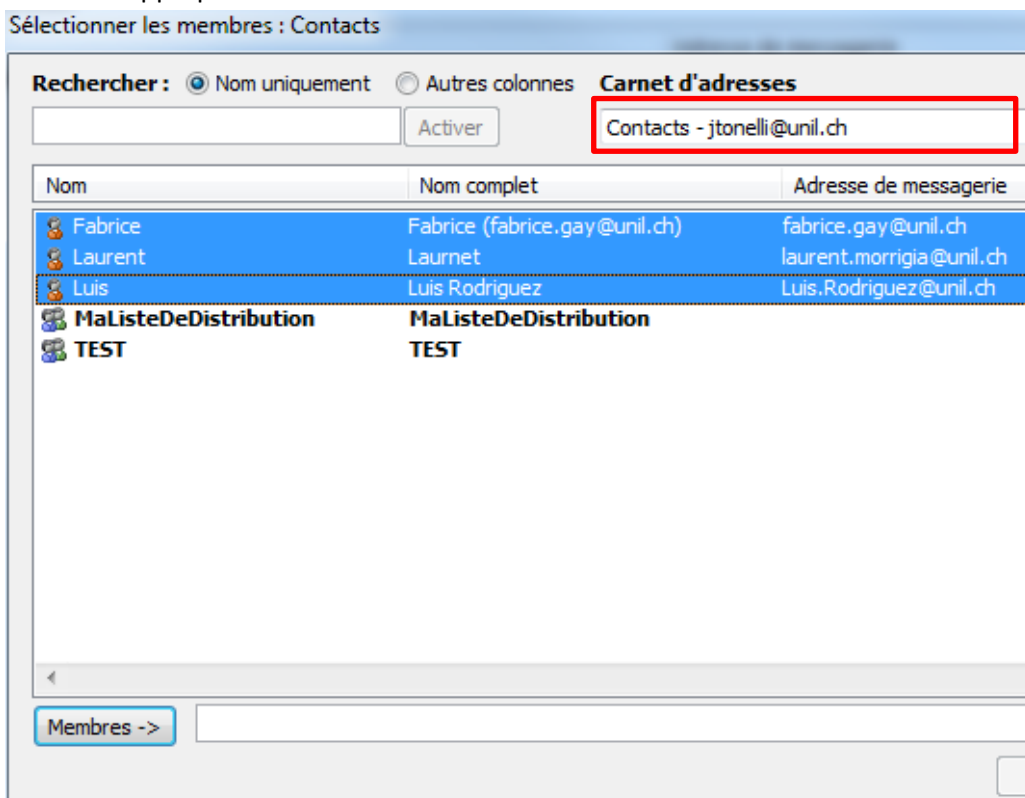 Sélectionner les membres : Contacts
Rechercher : Nom uniquement Autres colonnes Carnet d'adresses
Activer Contacts - jtonelli@unil.ch
Nom Nom complet Adresse de messagerie
Fabrice Fabrice (fabrice.gay@unil.ch) fabrice.gay@unil.ch
Laurent Laurnet laurent.morrigia@unil.ch
Luis Luis Rodriguez Luis.Rodriguez@unil.ch
MaListeDeDistribution MaListeDeDistribution
TEST TEST
Membres ->